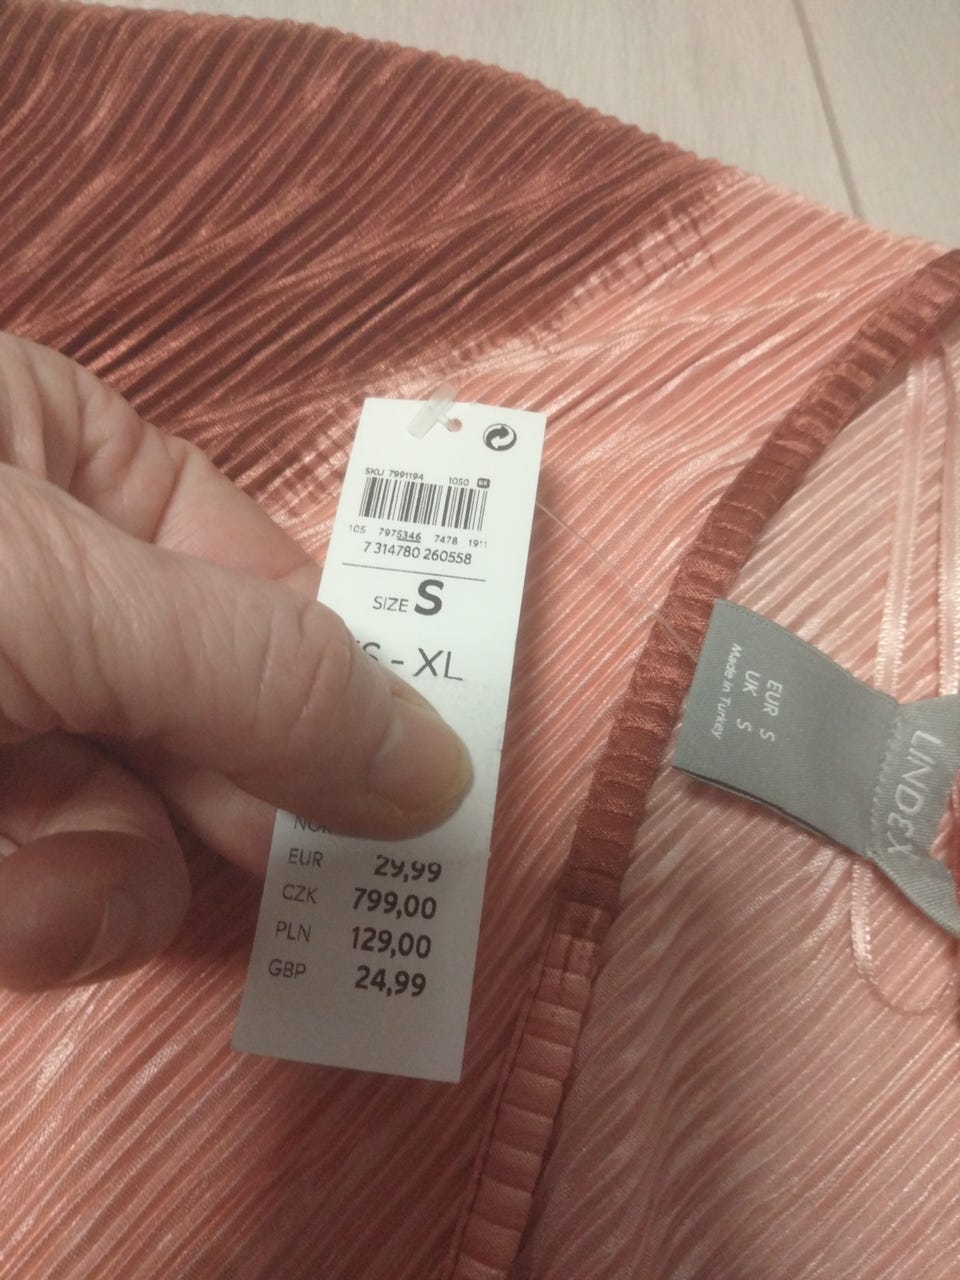 SKU 7991194 1050
105 7975346 7478 1911
7 314780 260558
SIZE S
- XL
EUR 29,99
CZK 799,00
PLN 129,00
GBP 24,99
LINDEX
EUR S
UK S
Made in Turkey